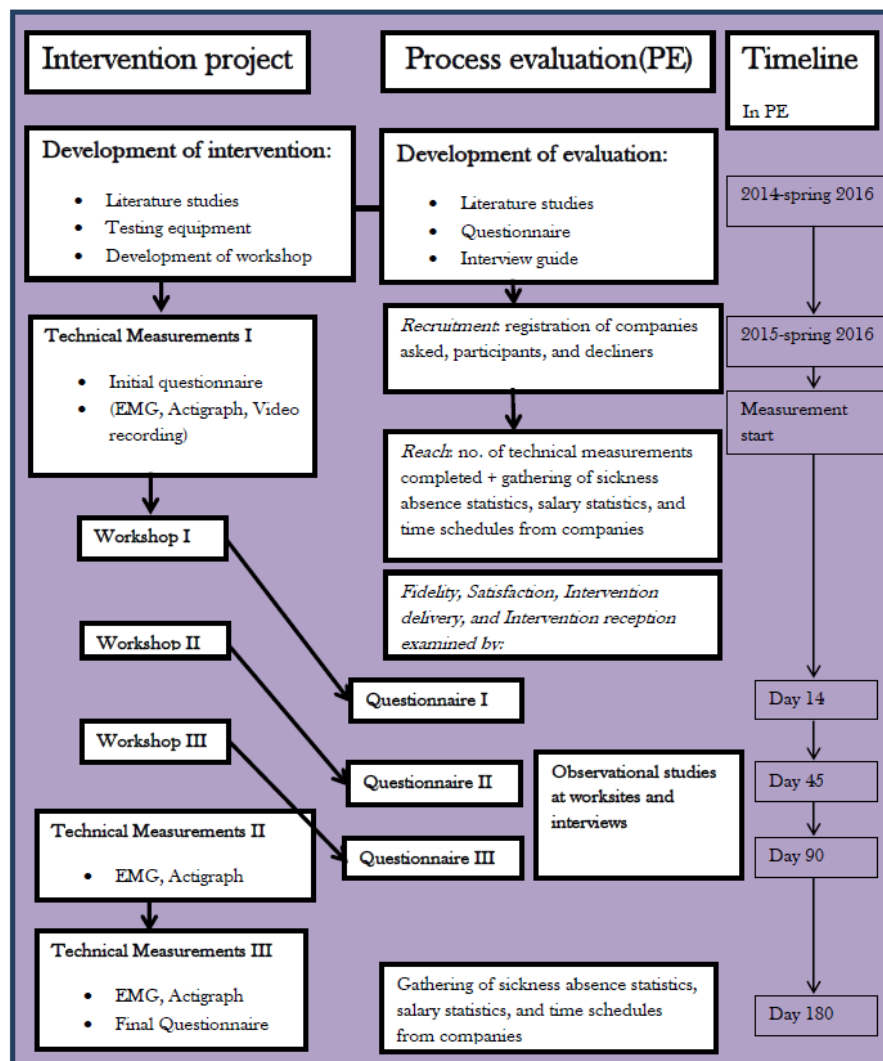 Intervention project
Process evaluation(PE)
Timeline
In PE
Development of intervention:
• Literature studies
• Testing equipment
• Development of workshop
Development of evaluation:
• Literature studies
• Questionnaire
• Interview guide
2014-spring 2016
Technical Measurements I
• Initial questionnaire
• (EMG, Actigraph, Video
recording)
Recruitment: registration of companies
asked, participants, and decliners
2015-spring 2016
Measurement
start
Reach: no. of technical measurements
completed + gathering of sickness
absence statistics, salary statistics, and
time schedules from companies
Workshop I
Fidelity, Satisfaction, Intervention
delivery, and Intervention reception
examined by:
Workshop II
Questionnaire I
Day 14
Workshop III
Questionnaire II
Observational studies
at worksites and
interviews
Day 45
Technical Measurements II
• EMG, Actigraph
Questionnaire III
Day 90
Technical Measurements III
• EMG, Actigraph
• Final Questionnaire
Gathering of sickness absence statistics,
salary statistics, and time schedules
from companies
Day 180